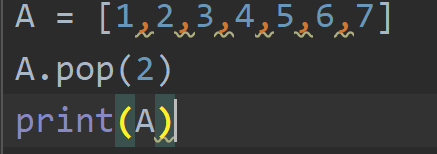 A = [1,2,3,4,5,6,7]
A.pop(2)
print(A)